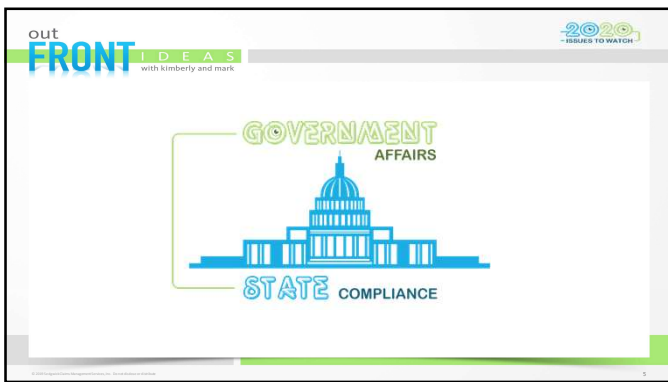 out
FRONT IDEAS
with kimberly and mark
2020
ISSUES TO WATCH
GOVERNMENT
AFFAIRS
STATE COMPLIANCE
5